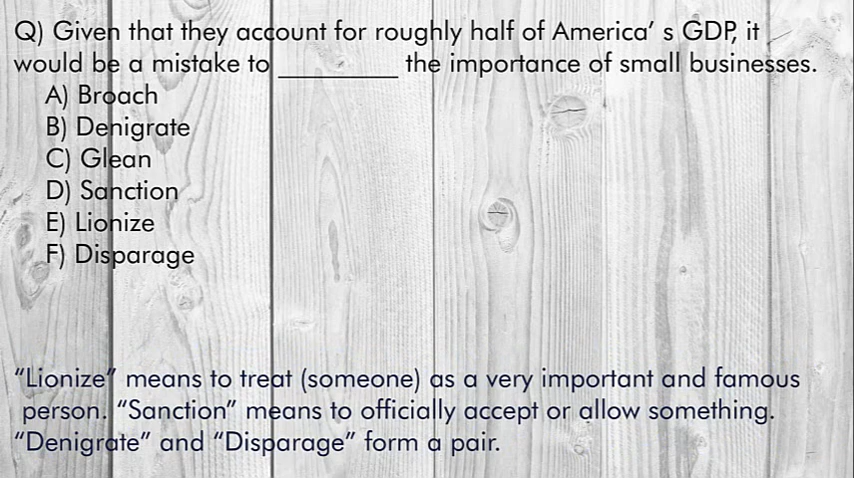 Q) Given that they account for roughly half of America' s GDP, it
would be a mistake to __________ the importance of small businesses.
A) Broach
B) Denigrate
C) Glean
D) Sanction
E) Lionize
F) Disparage
“Lionize” means to treat (someone) as a very important and famous
person. “Sanction” means to officially accept or allow something.
“Denigrate” and “Disparage” form a pair.